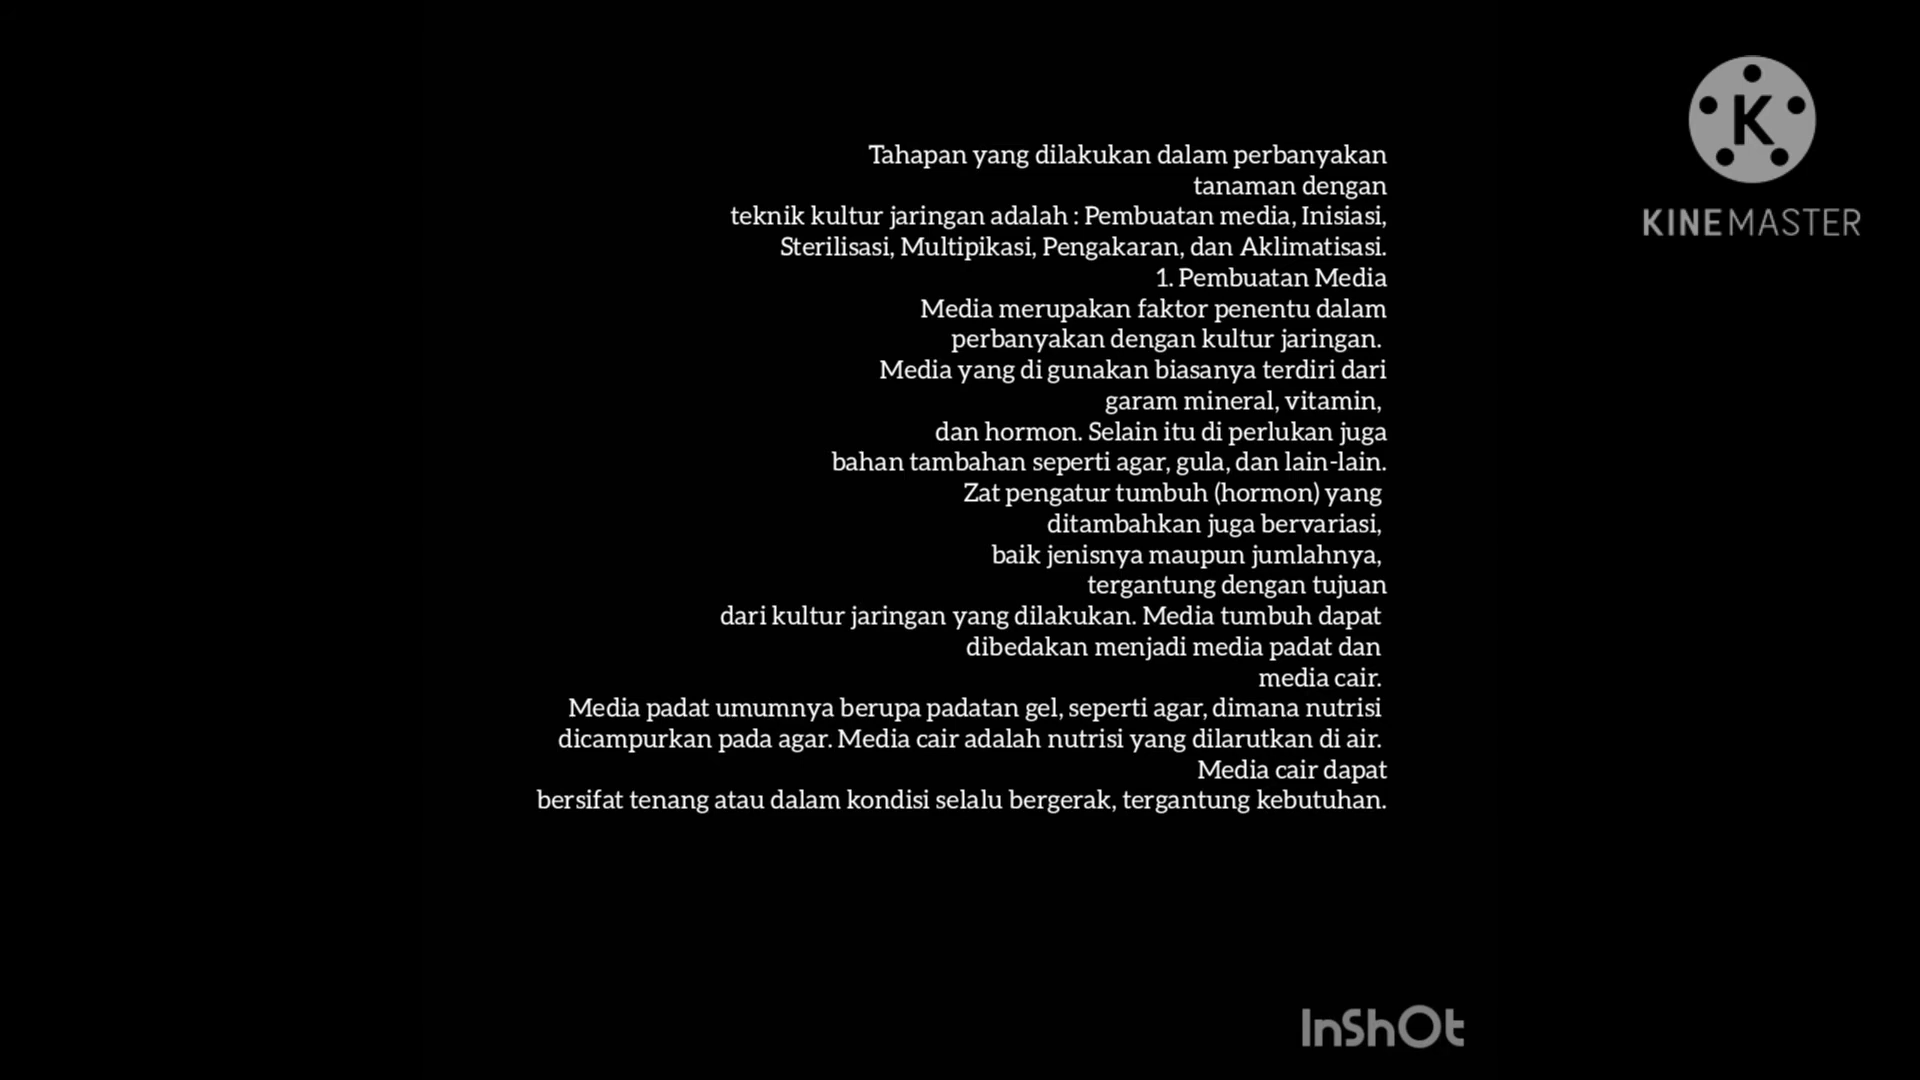 Tahapan yang dilakukan dalam perbanyakan
tanaman dengan
teknik kultur jaringan adalah : Pembuatan media, Inisiasi,
Sterilisasi, Multipikasi, Pengakaran, dan Aklimatisasi.
1. Pembuatan Media
Media merupakan faktor penentu dalam
perbanyakan dengan kultur jaringan.
Media yang di gunakan biasanya terdiri dari
garam mineral, vitamin,
dan hormon. Selain itu di perlukan juga
bahan tambahan seperti agar, gula, dan lain-lain.
Zat pengatur tumbuh (hormon) yang
ditambahkan juga bervariasi,
baik jenisnya maupun jumlahnya,
tergantung dengan tujuan
dari kultur jaringan yang dilakukan. Media tumbuh dapat
dibedakan menjadi media padat dan
media cair.
Media padat umumnya berupa padatan gel, seperti agar, dimana nutrisi
dicampurkan pada agar. Media cair adalah nutrisi yang dilarutkan di air.
Media cair dapat
bersifat tenang atau dalam kondisi selalu bergerak, tergantung kebutuhan.
K
KINEMASTER
InShOt